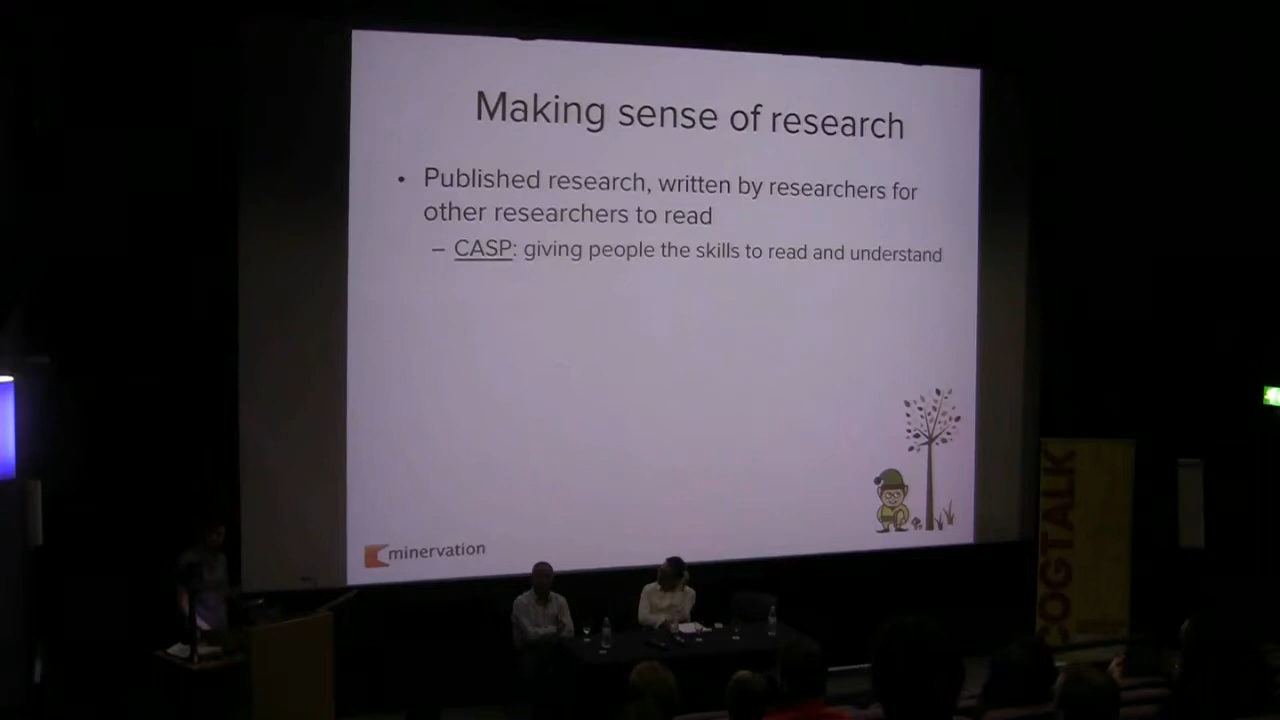 Making sense of research
• Published research, written by researchers for
other researchers to read
– CASP: giving people the skills to read and understand
minervation
COGTALK